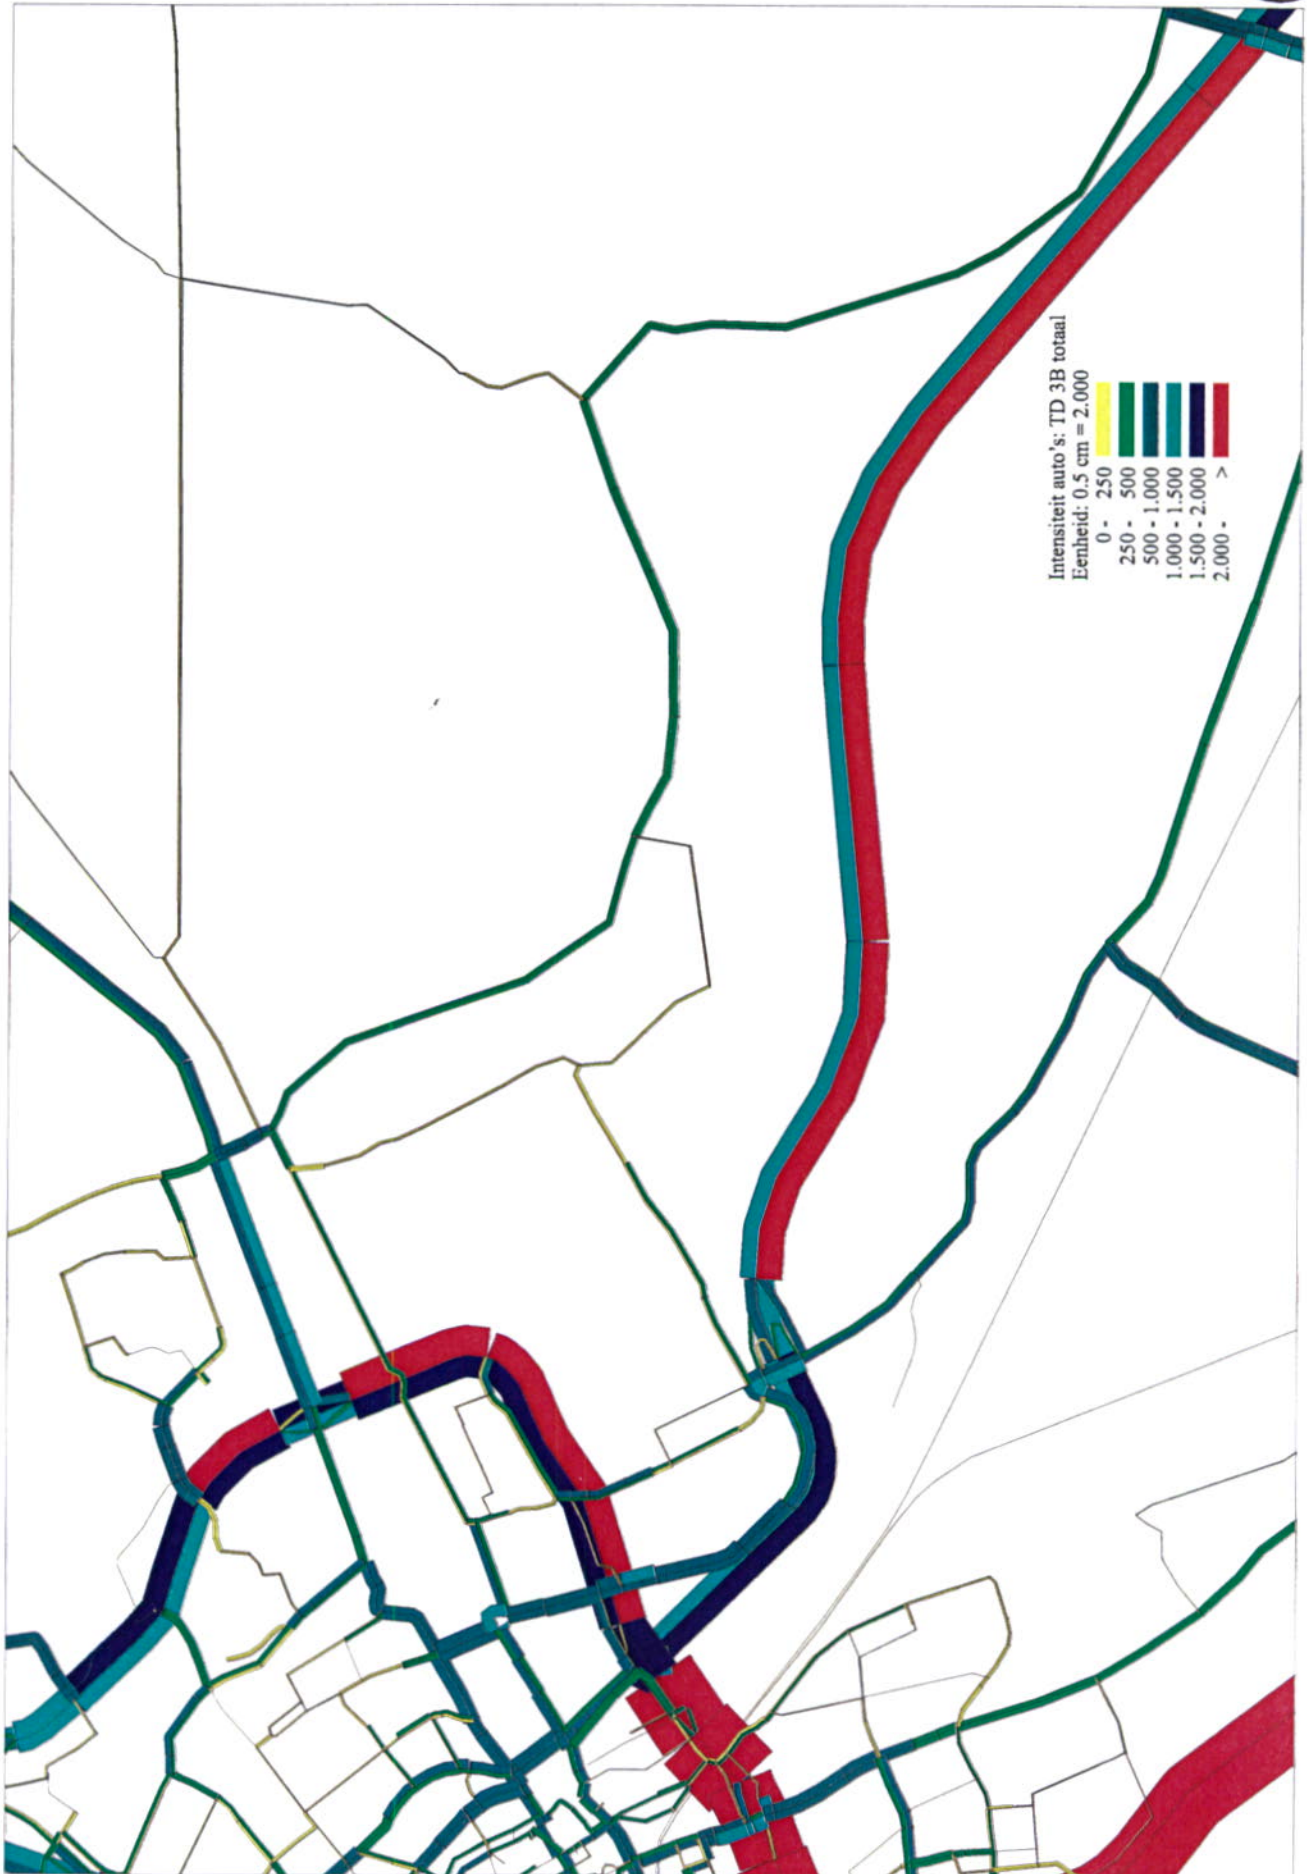 Intensiteit auto's: TD 3B totaal
Eenheid: 0.5 cm = 2.000
0 - 250
250 - 500
500 - 1.000
1.000 - 1.500
1.500 - 2.000
2.000 - >